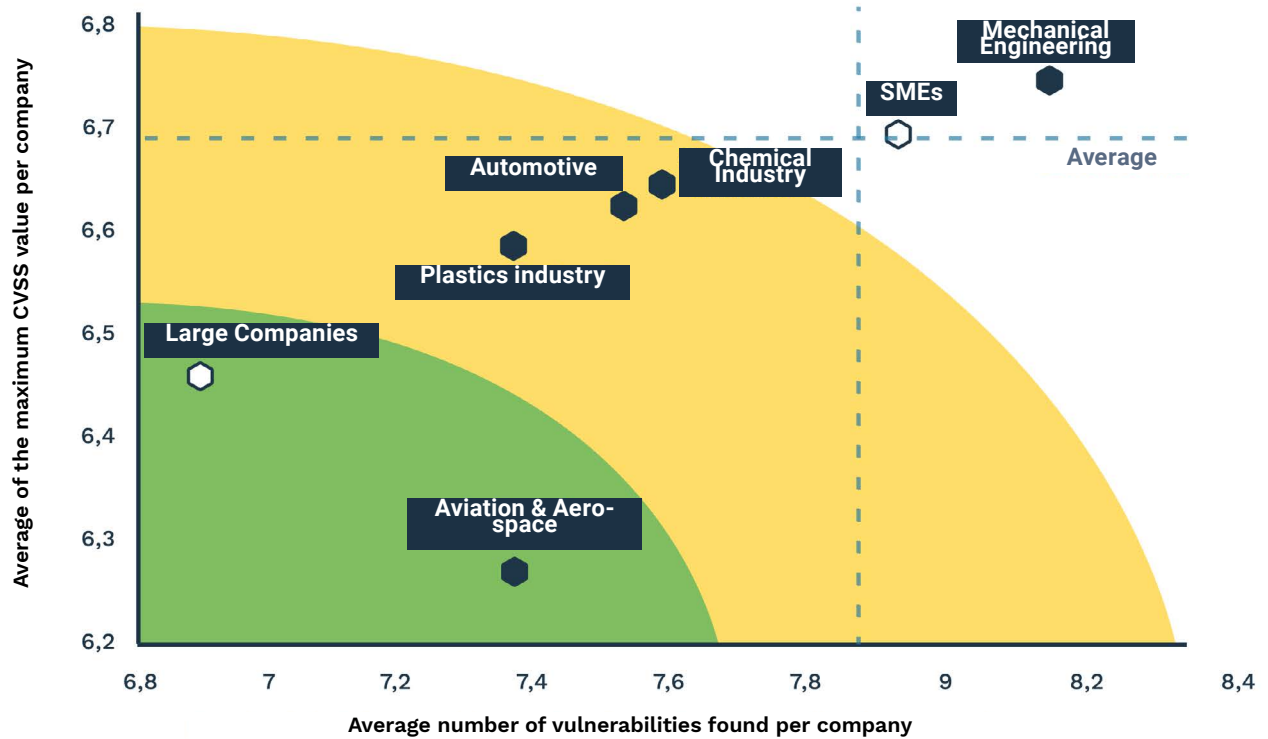 Average of the maximum CVSS value per company
6,8
6,7
6,6
6,5
6,4
6,3
6,2
Mechanical
Engineering
SMEs
Average
Chemical
Industry
Automotive
Plastics industry
Large Companies
Aviation & Aero-
space
6,8
7
7,2
7,4
7,6
7,8
9
8,2
8,4
Average number of vulnerabilities found per company